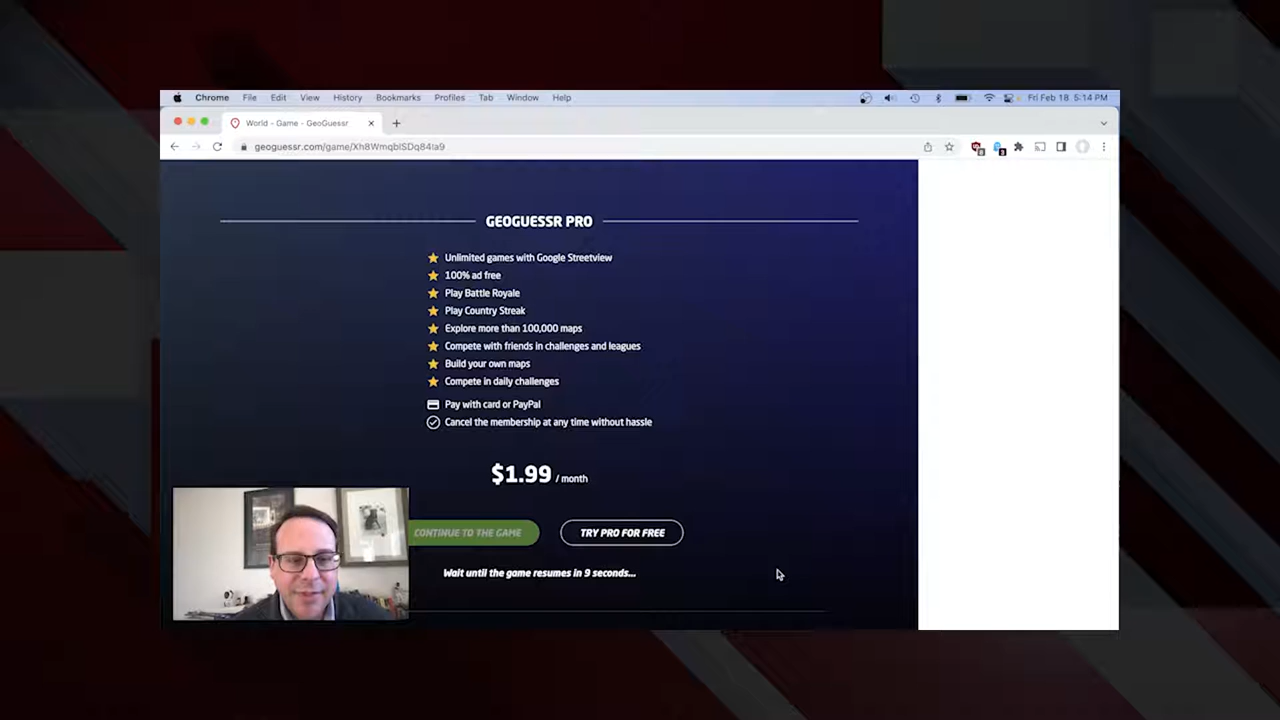 Chrome File Edit View History Bookmarks Profiles Tab Window Help Fri Feb 18 5:14 PM
World - Game - GeoGuessr
geoguessr.com/game/Xh8WmqblSDq84la9
GEOGUESSR PRO
Unlimited games with Google Streetview
100% ad free
Play Battle Royale
Play Country Streak
Explore more than 100,000 maps
Compete with friends in challenges and leagues
Build your own maps
Compete in daily challenges
Pay with card or PayPal
Cancel the membership at any time without hassle
$1.99 / month
CONTINUE TO THE GAME TRY PRO FOR FREE
Wait until the game resumes in 9 seconds...